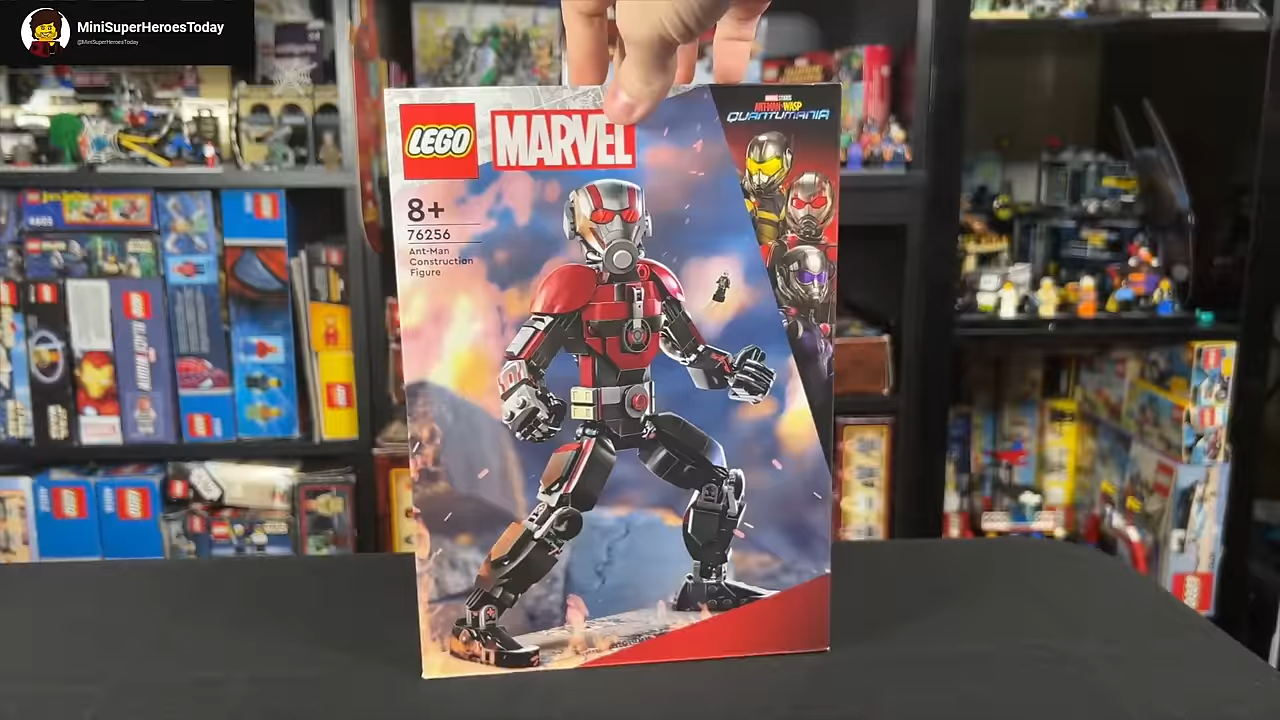 MiniSuperHeroesToday
@MiniSuperHeroesToday
LEGO
MARVEL
MARVEL STUDIOS
ANT-MAN AND THE WASP
QUANTUMANIA
8+
76256
Ant-Man
Construction
Figure